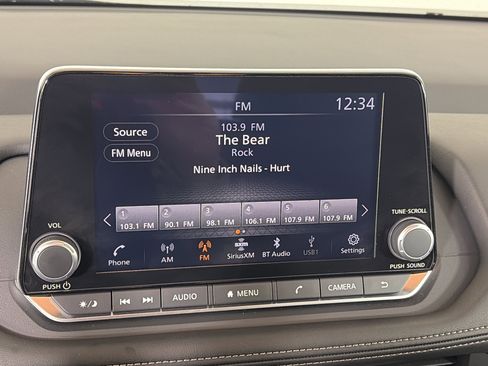 FM 12:34
Source 103.9 FM
The Bear
FM Menu Rock
Nine Inch Nails - Hurt
1 2 3 4 5 6
103.1 FM 90.1 FM 98.1 FM 106.1 FM 107.9 FM 107.9 FM
VOL TUNE·SCROLL
Phone AM FM SXM SiriusXM BT Audio USB1 Settings
PUSH PUSH SOUND
AUDIO MENU CAMERA